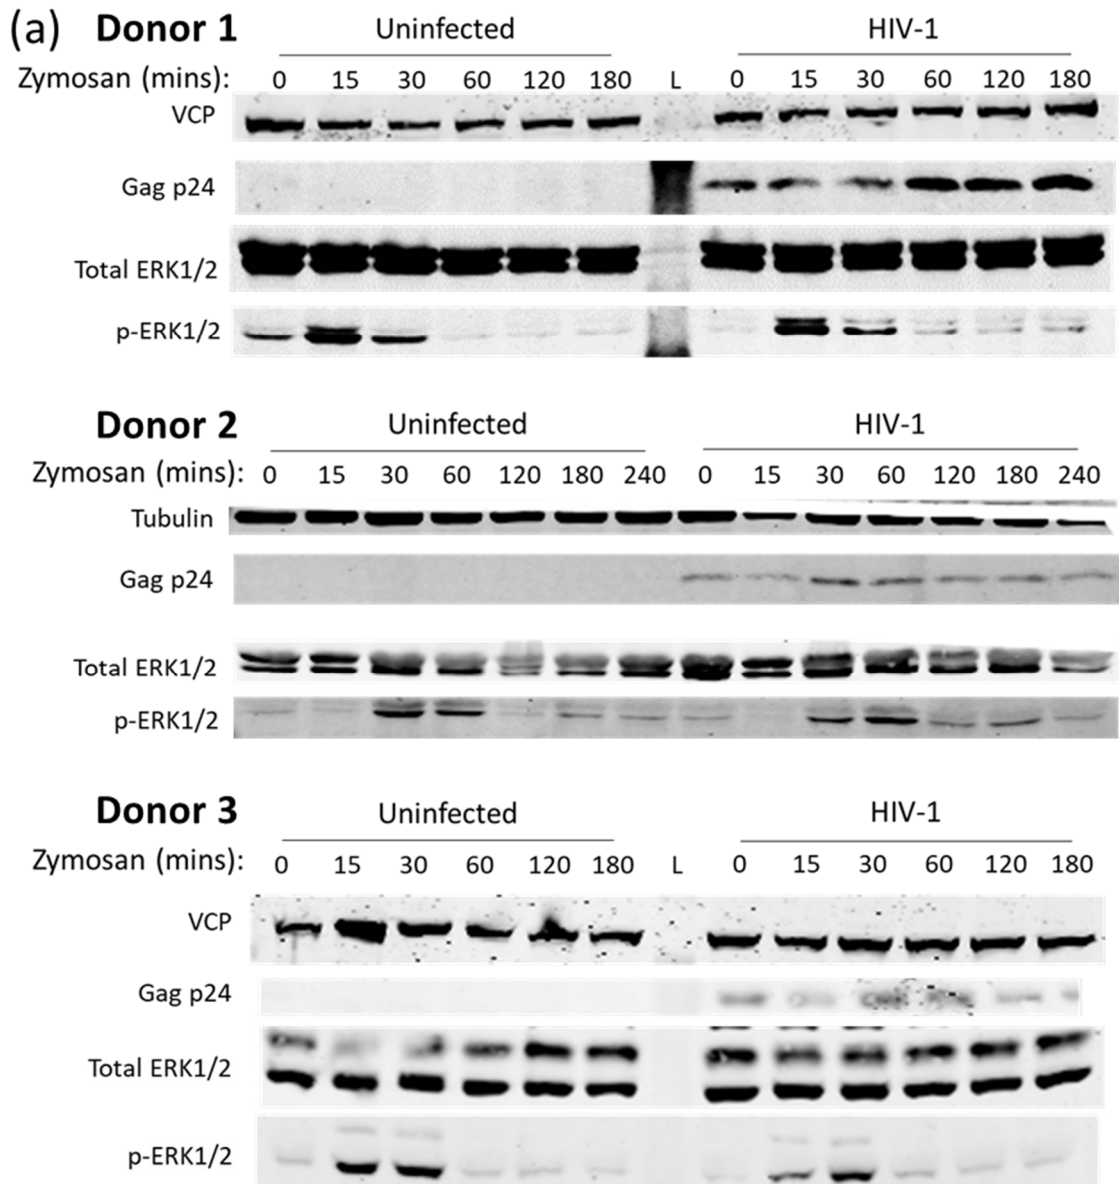 (a) Donor 1 Uninfected HIV-1
Zymosan (mins): 0 15 30 60 120 180 L 0 15 30 60 120 180
VCP
Gag p24
Total ERK1/2
p-ERK1/2
Donor 2 Uninfected HIV-1
Zymosan (mins): 0 15 30 60 120 180 240 0 15 30 60 120 180 240
Tubulin
Gag p24
Total ERK1/2
p-ERK1/2
Donor 3 Uninfected HIV-1
Zymosan (mins): 0 15 30 60 120 180 L 0 15 30 60 120 180
VCP
Gag p24
Total ERK1/2
p-ERK1/2